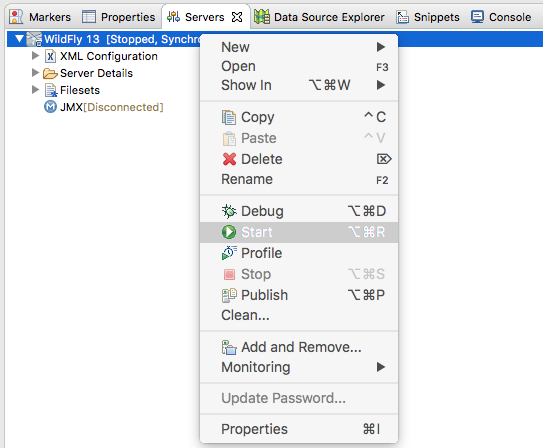 Markers Properties Servers Data Source Explorer Snippets Console
WildFly 13 [Stopped, Synchro
XML Configuration
Server Details
Filesets
JMX[Disconnected]
New
Open F3
Show In ⌥⌘W
Copy ^C
Paste ^V
Delete ⌦
Rename F2
Debug ⌥⌘D
Start ⌥⌘R
Profile
Stop ⌥⌘S
Publish ⌥⌘P
Clean...
Add and Remove...
Monitoring
Update Password...
Properties ⌘I